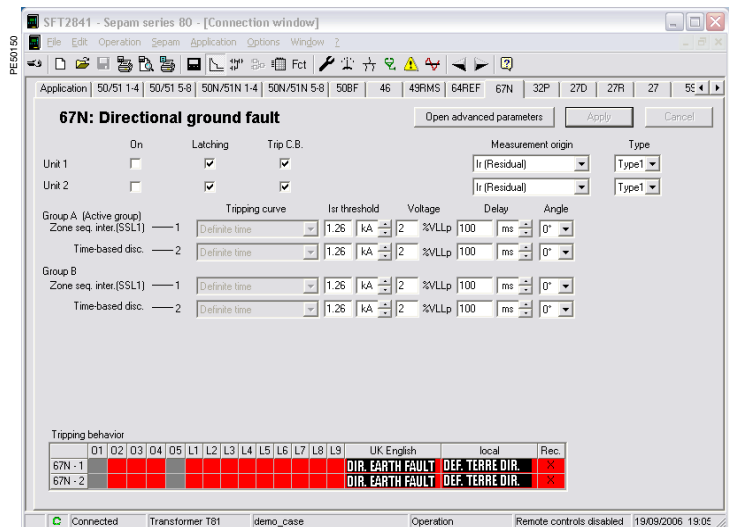 PE50150
SFT2841 - Sepam series 80 - [Connection window]
File Edit Operation Sepam Application Options Window ?
Fct
Application 50/51 1-4 50/51 5-8 50N/51N 1-4 50N/51N 5-8 50BF 46 49RMS 64REF 67N 32P 27D 27R 27 59
67N: Directional ground fault
Open advanced parameters Apply Cancel
On Latching Trip C.B. Measurement origin Type
Unit 1 Ir (Residual) Type1
Unit 2 Ir (Residual) Type1
Tripping curve Isr threshold Voltage Delay Angle
Group A (Active group)
Zone seq. inter.(SSL1) 1 Definite time 1.26 kA 2 %VLLp 100 ms 0°
Time-based disc. 2 Definite time 1.26 kA 2 %VLLp 100 ms 0°
Group B
Zone seq. inter.(SSL1) 1 Definite time 1.26 kA 2 %VLLp 100 ms 0°
Time-based disc. 2 Definite time 1.26 kA 2 %VLLp 100 ms 0°
Tripping behavior
O1 O2 O3 O4 O5 L1 L2 L3 L4 L5 L6 L7 L8 L9 UK English local Rec.
67N - 1 DIR. EARTH FAULT DEF. TERRE DIR. X
67N - 2 DIR. EARTH FAULT DEF. TERRE DIR. X
Connected Transformer T81 demo_case Operation Remote controls disabled 19/09/2006 19:05